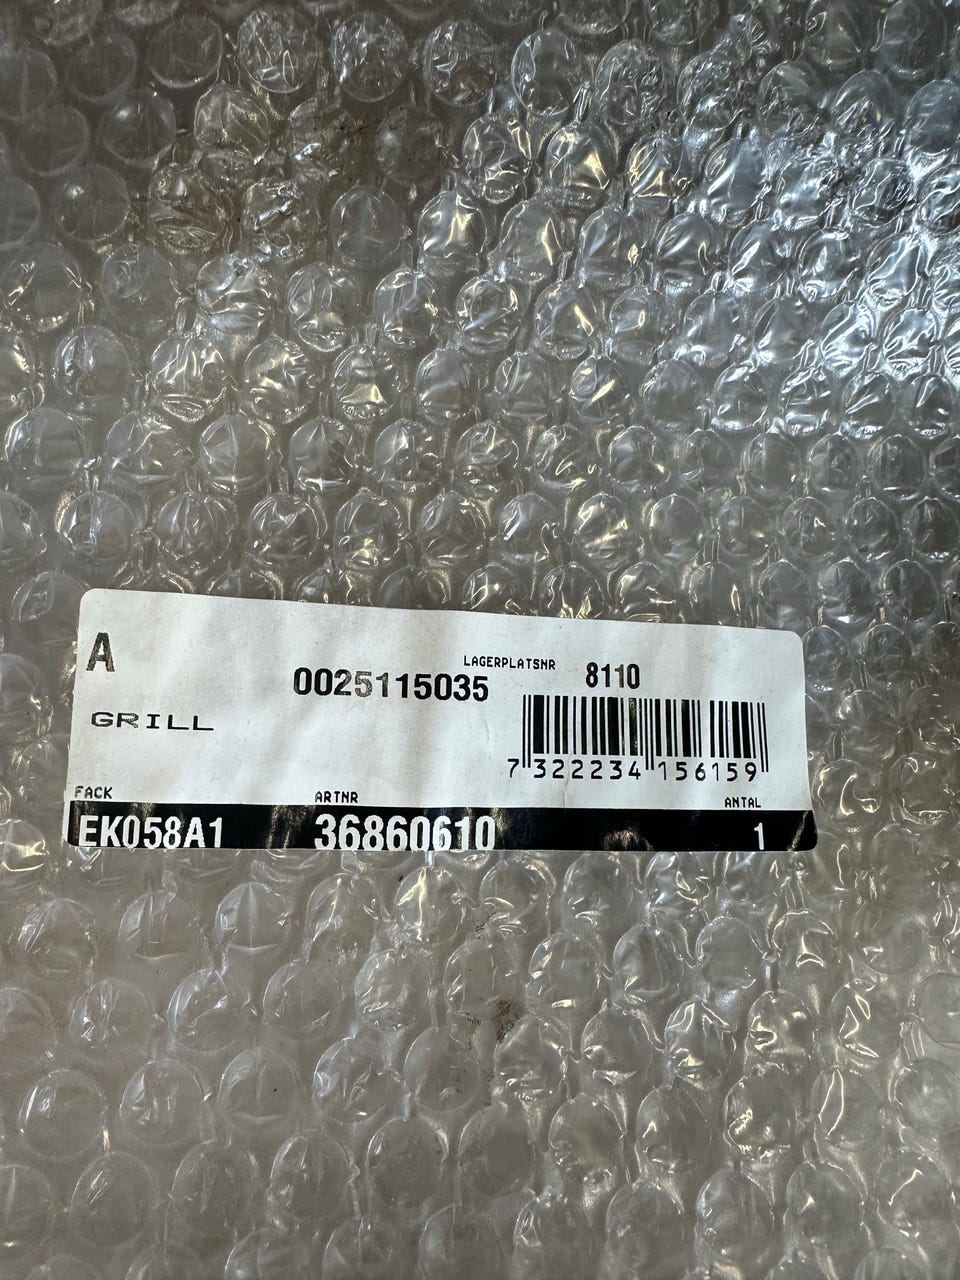 A
LAGERPLATSNR 8110
0025115035
GRILL
7 322234 156159
FACK ARTNR ANTAL
EK058A1 36860610 1